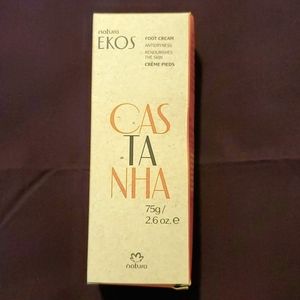 natura
EKOS
FOOT CREAM
ANTIDRYNESS
RENOURISHES
THE SKIN
CRÈME PIEDS
CAS
TA
NHA
75g/
2.6 oz. e
natura